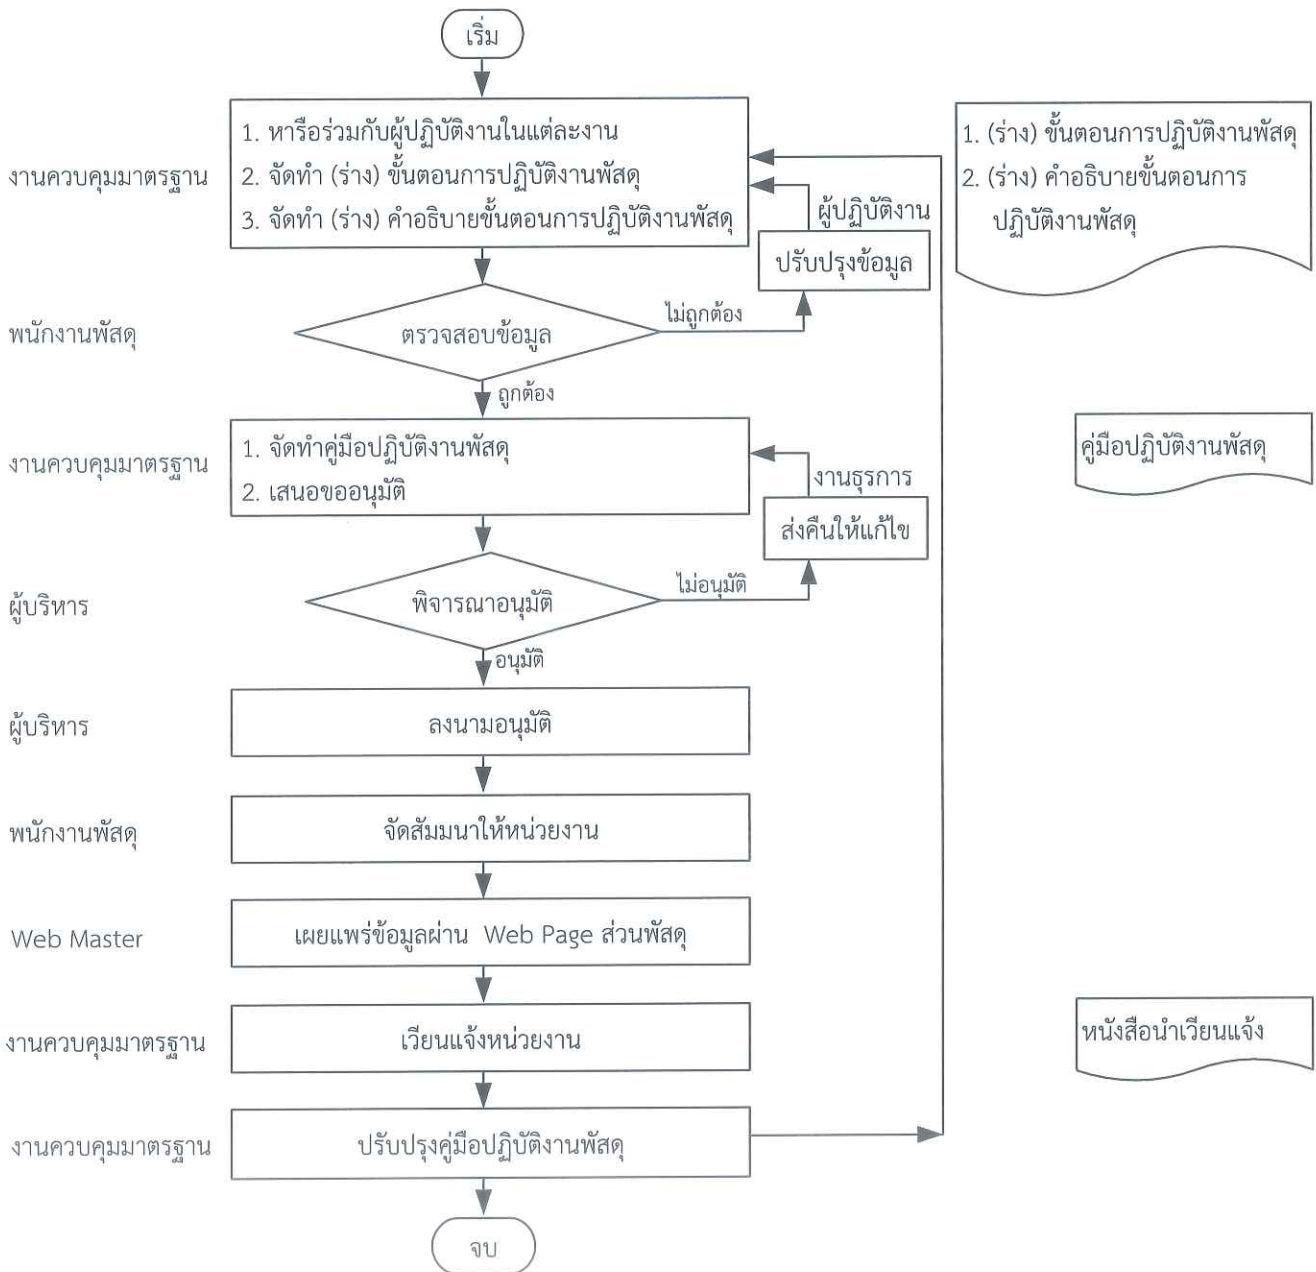 เริ่ม
งานควบคุมมาตรฐาน
1. หารือร่วมกับผู้ปฏิบัติงานในแต่ละงาน
2. จัดทำ (ร่าง) ขั้นตอนการปฏิบัติงานพัสดุ
3. จัดทำ (ร่าง) คำอธิบายขั้นตอนการปฏิบัติงานพัสดุ
1. (ร่าง) ขั้นตอนการปฏิบัติงานพัสดุ
2. (ร่าง) คำอธิบายขั้นตอนการ
ปฏิบัติงานพัสดุ
ผู้ปฏิบัติงาน
ปรับปรุงข้อมูล
พนักงานพัสดุ
ตรวจสอบข้อมูล
ไม่ถูกต้อง
ถูกต้อง
งานควบคุมมาตรฐาน
1. จัดทำคู่มือปฏิบัติงานพัสดุ
2. เสนอขออนุมัติ
คู่มือปฏิบัติงานพัสดุ
งานธุรการ
ส่งคืนให้แก้ไข
ผู้บริหาร
พิจารณาอนุมัติ
ไม่อนุมัติ
อนุมัติ
ผู้บริหาร
ลงนามอนุมัติ
พนักงานพัสดุ
จัดสัมมนาให้หน่วยงาน
Web Master
เผยแพร่ข้อมูลผ่าน Web Page ส่วนพัสดุ
งานควบคุมมาตรฐาน
เวียนแจ้งหน่วยงาน
หนังสือนำเวียนแจ้ง
งานควบคุมมาตรฐาน
ปรับปรุงคู่มือปฏิบัติงานพัสดุ
จบ